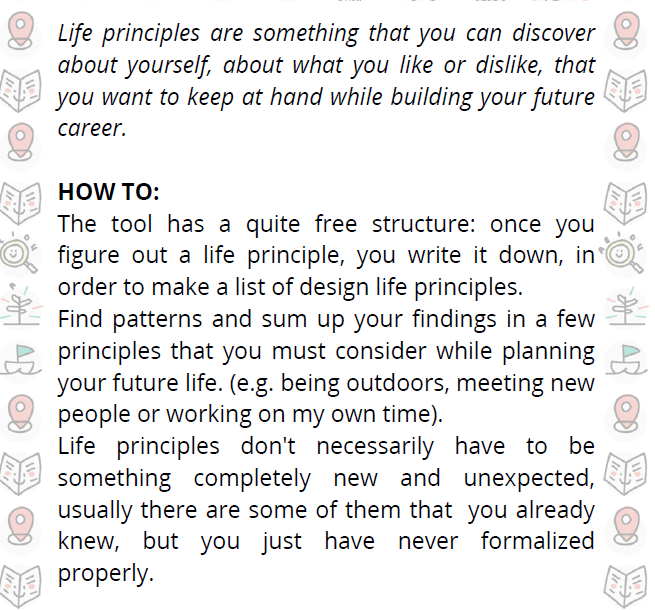 Life principles are something that you can discover
about yourself, about what you like or dislike, that
you want to keep at hand while building your future
career.
HOW TO:
The tool has a quite free structure: once you
figure out a life principle, you write it down, in
order to make a list of design life principles.
Find patterns and sum up your findings in a few
principles that you must consider while planning
your future life. (e.g. being outdoors, meeting new
people or working on my own time).
Life principles don't necessarily have to be
something completely new and unexpected,
usually there are some of them that you already
knew, but you just have never formalized
properly.